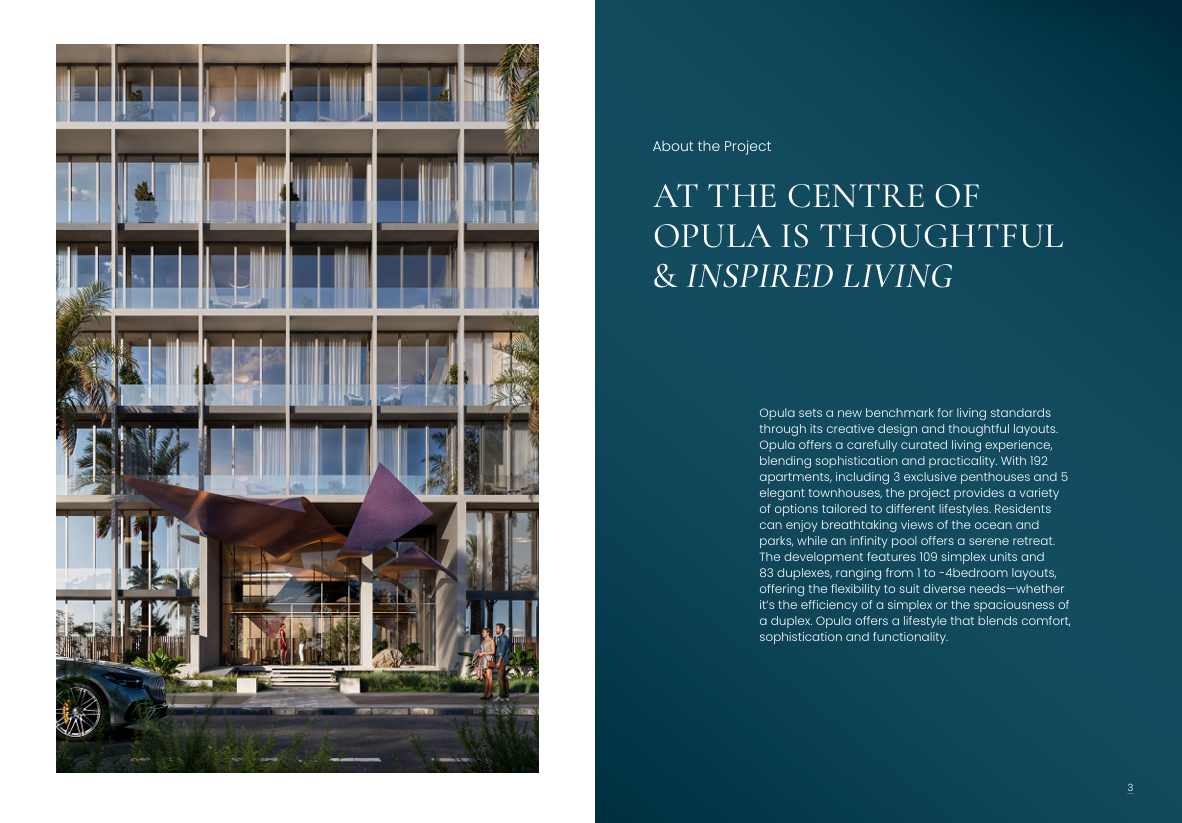 About the Project
AT THE CENTRE OF
OPULA IS THOUGHTFUL
& INSPIRED LIVING
Opula sets a new benchmark for living standards
through its creative design and thoughtful layouts.
Opula offers a carefully curated living experience,
blending sophistication and practicality. With 192
apartments, including 3 exclusive penthouses and 5
elegant townhouses, the project provides a variety
of options tailored to different lifestyles. Residents
can enjoy breathtaking views of the ocean and
parks, while an infinity pool offers a serene retreat.
The development features 109 simplex units and
83 duplexes, ranging from 1 to -4bedroom layouts,
offering the flexibility to suit diverse needs—whether
it’s the efficiency of a simplex or the spaciousness of
a duplex. Opula offers a lifestyle that blends comfort,
sophistication and functionality.
3